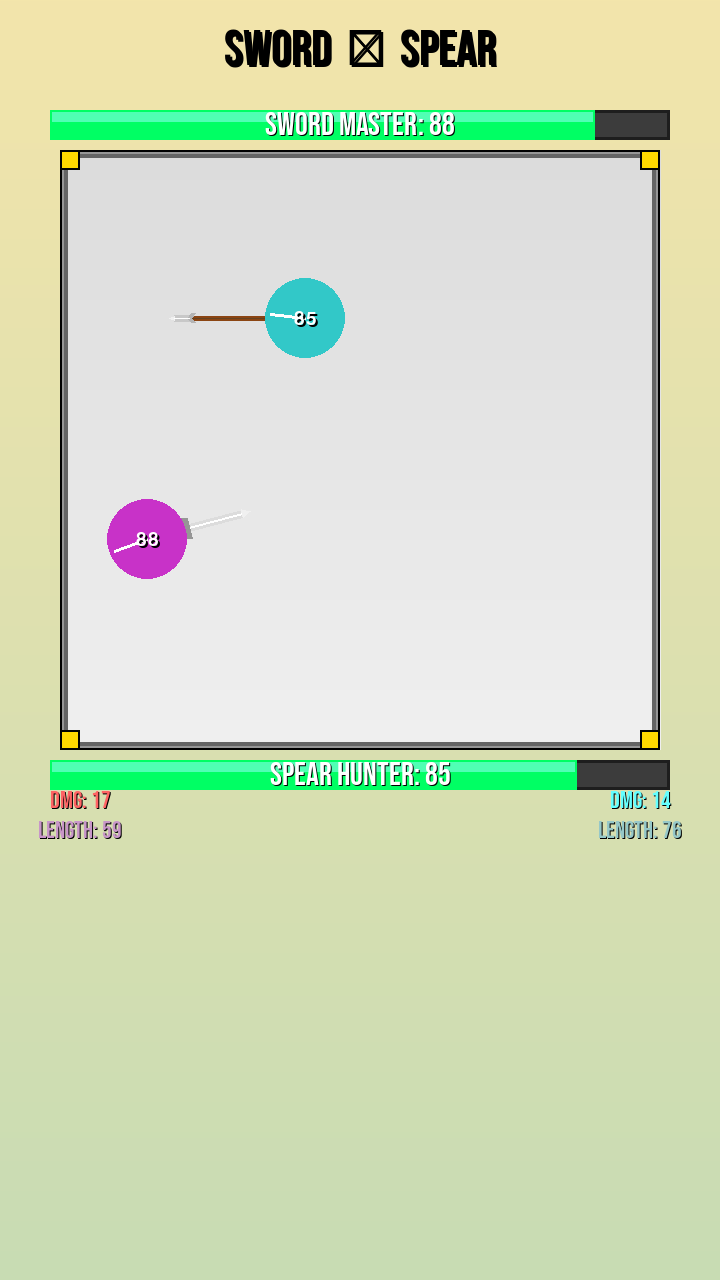 SWORD SPEAR
SWORD MASTER: 88
85
88
SPEAR HUNTER: 85
DMG: 17 DMG: 14
LENGTH: 59 LENGTH: 76